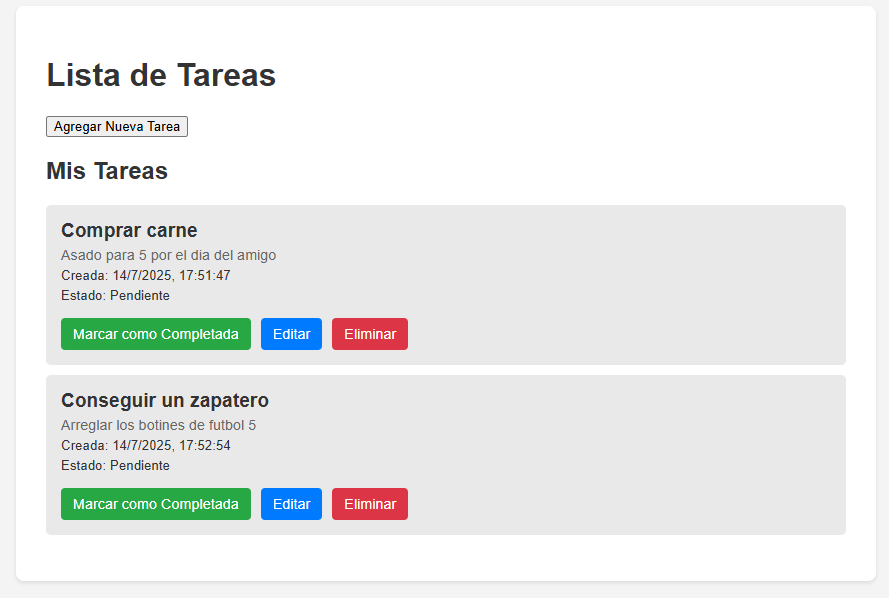 Lista de Tareas
Agregar Nueva Tarea
Mis Tareas
Comprar carne
Asado para 5 por el dia del amigo
Creada: 14/7/2025, 17:51:47
Estado: Pendiente
Marcar como Completada Editar Eliminar
Conseguir un zapatero
Arreglar los botines de futbol 5
Creada: 14/7/2025, 17:52:54
Estado: Pendiente
Marcar como Completada Editar Eliminar